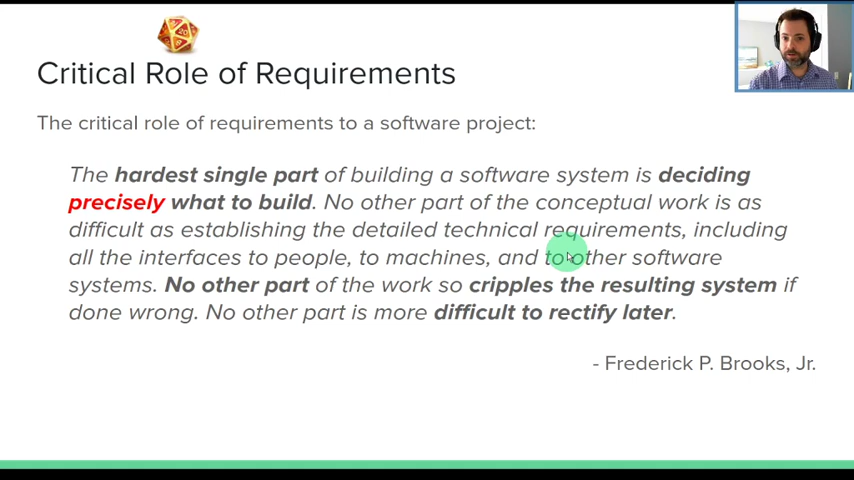 Critical Role of Requirements
The critical role of requirements to a software project:
The hardest single part of building a software system is deciding
precisely what to build. No other part of the conceptual work is as
difficult as establishing the detailed technical requirements, including
all the interfaces to people, to machines, and to other software
systems. No other part of the work so cripples the resulting system if
done wrong. No other part is more difficult to rectify later.
- Frederick P. Brooks, Jr.